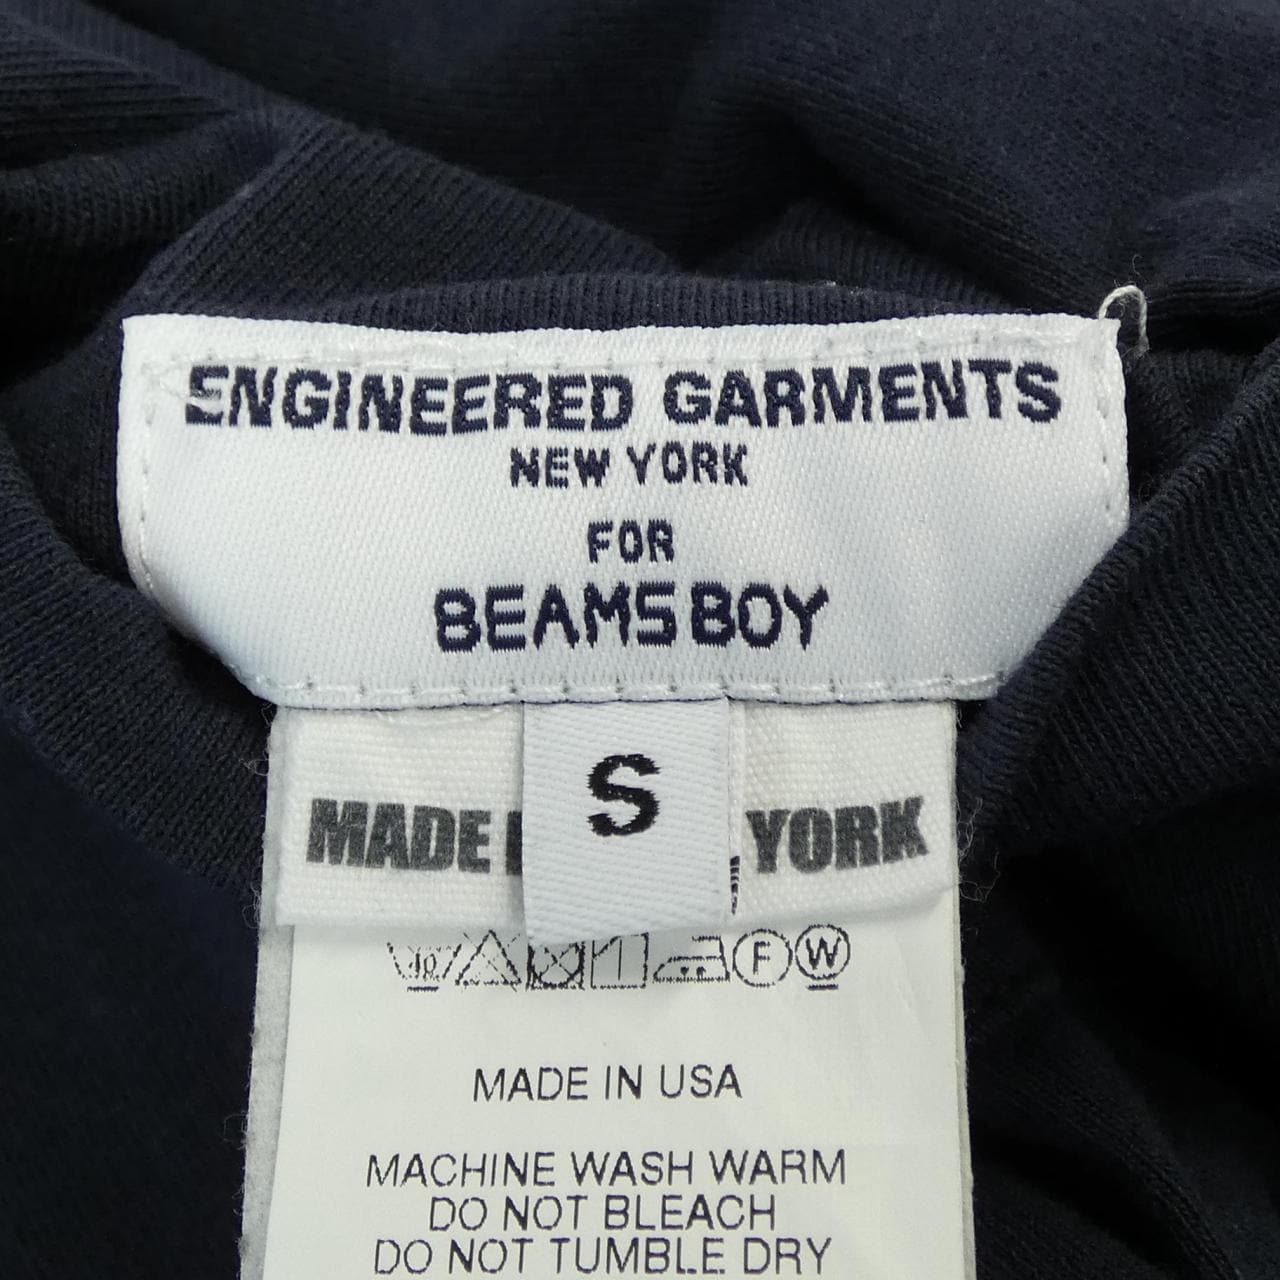 ENGINEERED GARMENTS
NEW YORK
FOR
BEAMS BOY
S
MADE YORK
40 F W
MADE IN USA
MACHINE WASH WARM
DO NOT BLEACH
DO NOT TUMBLE DRY